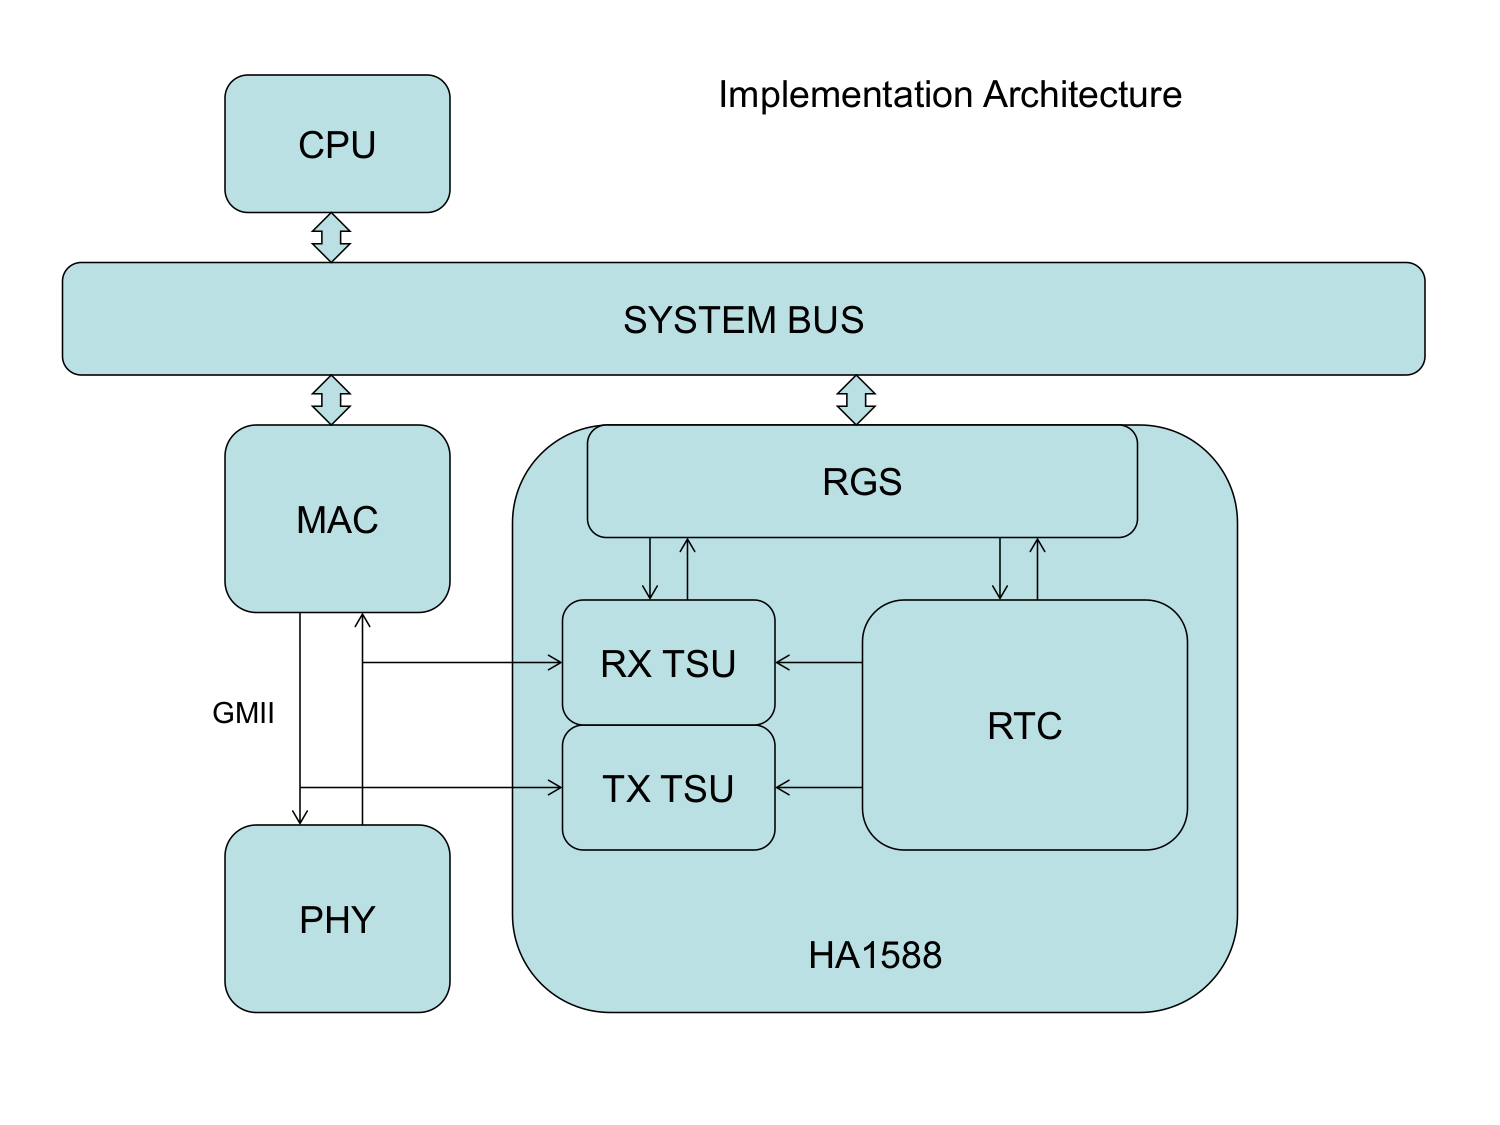 Implementation Architecture
CPU
SYSTEM BUS
MAC
RGS
RX TSU
GMII
RTC
TX TSU
PHY
HA1588